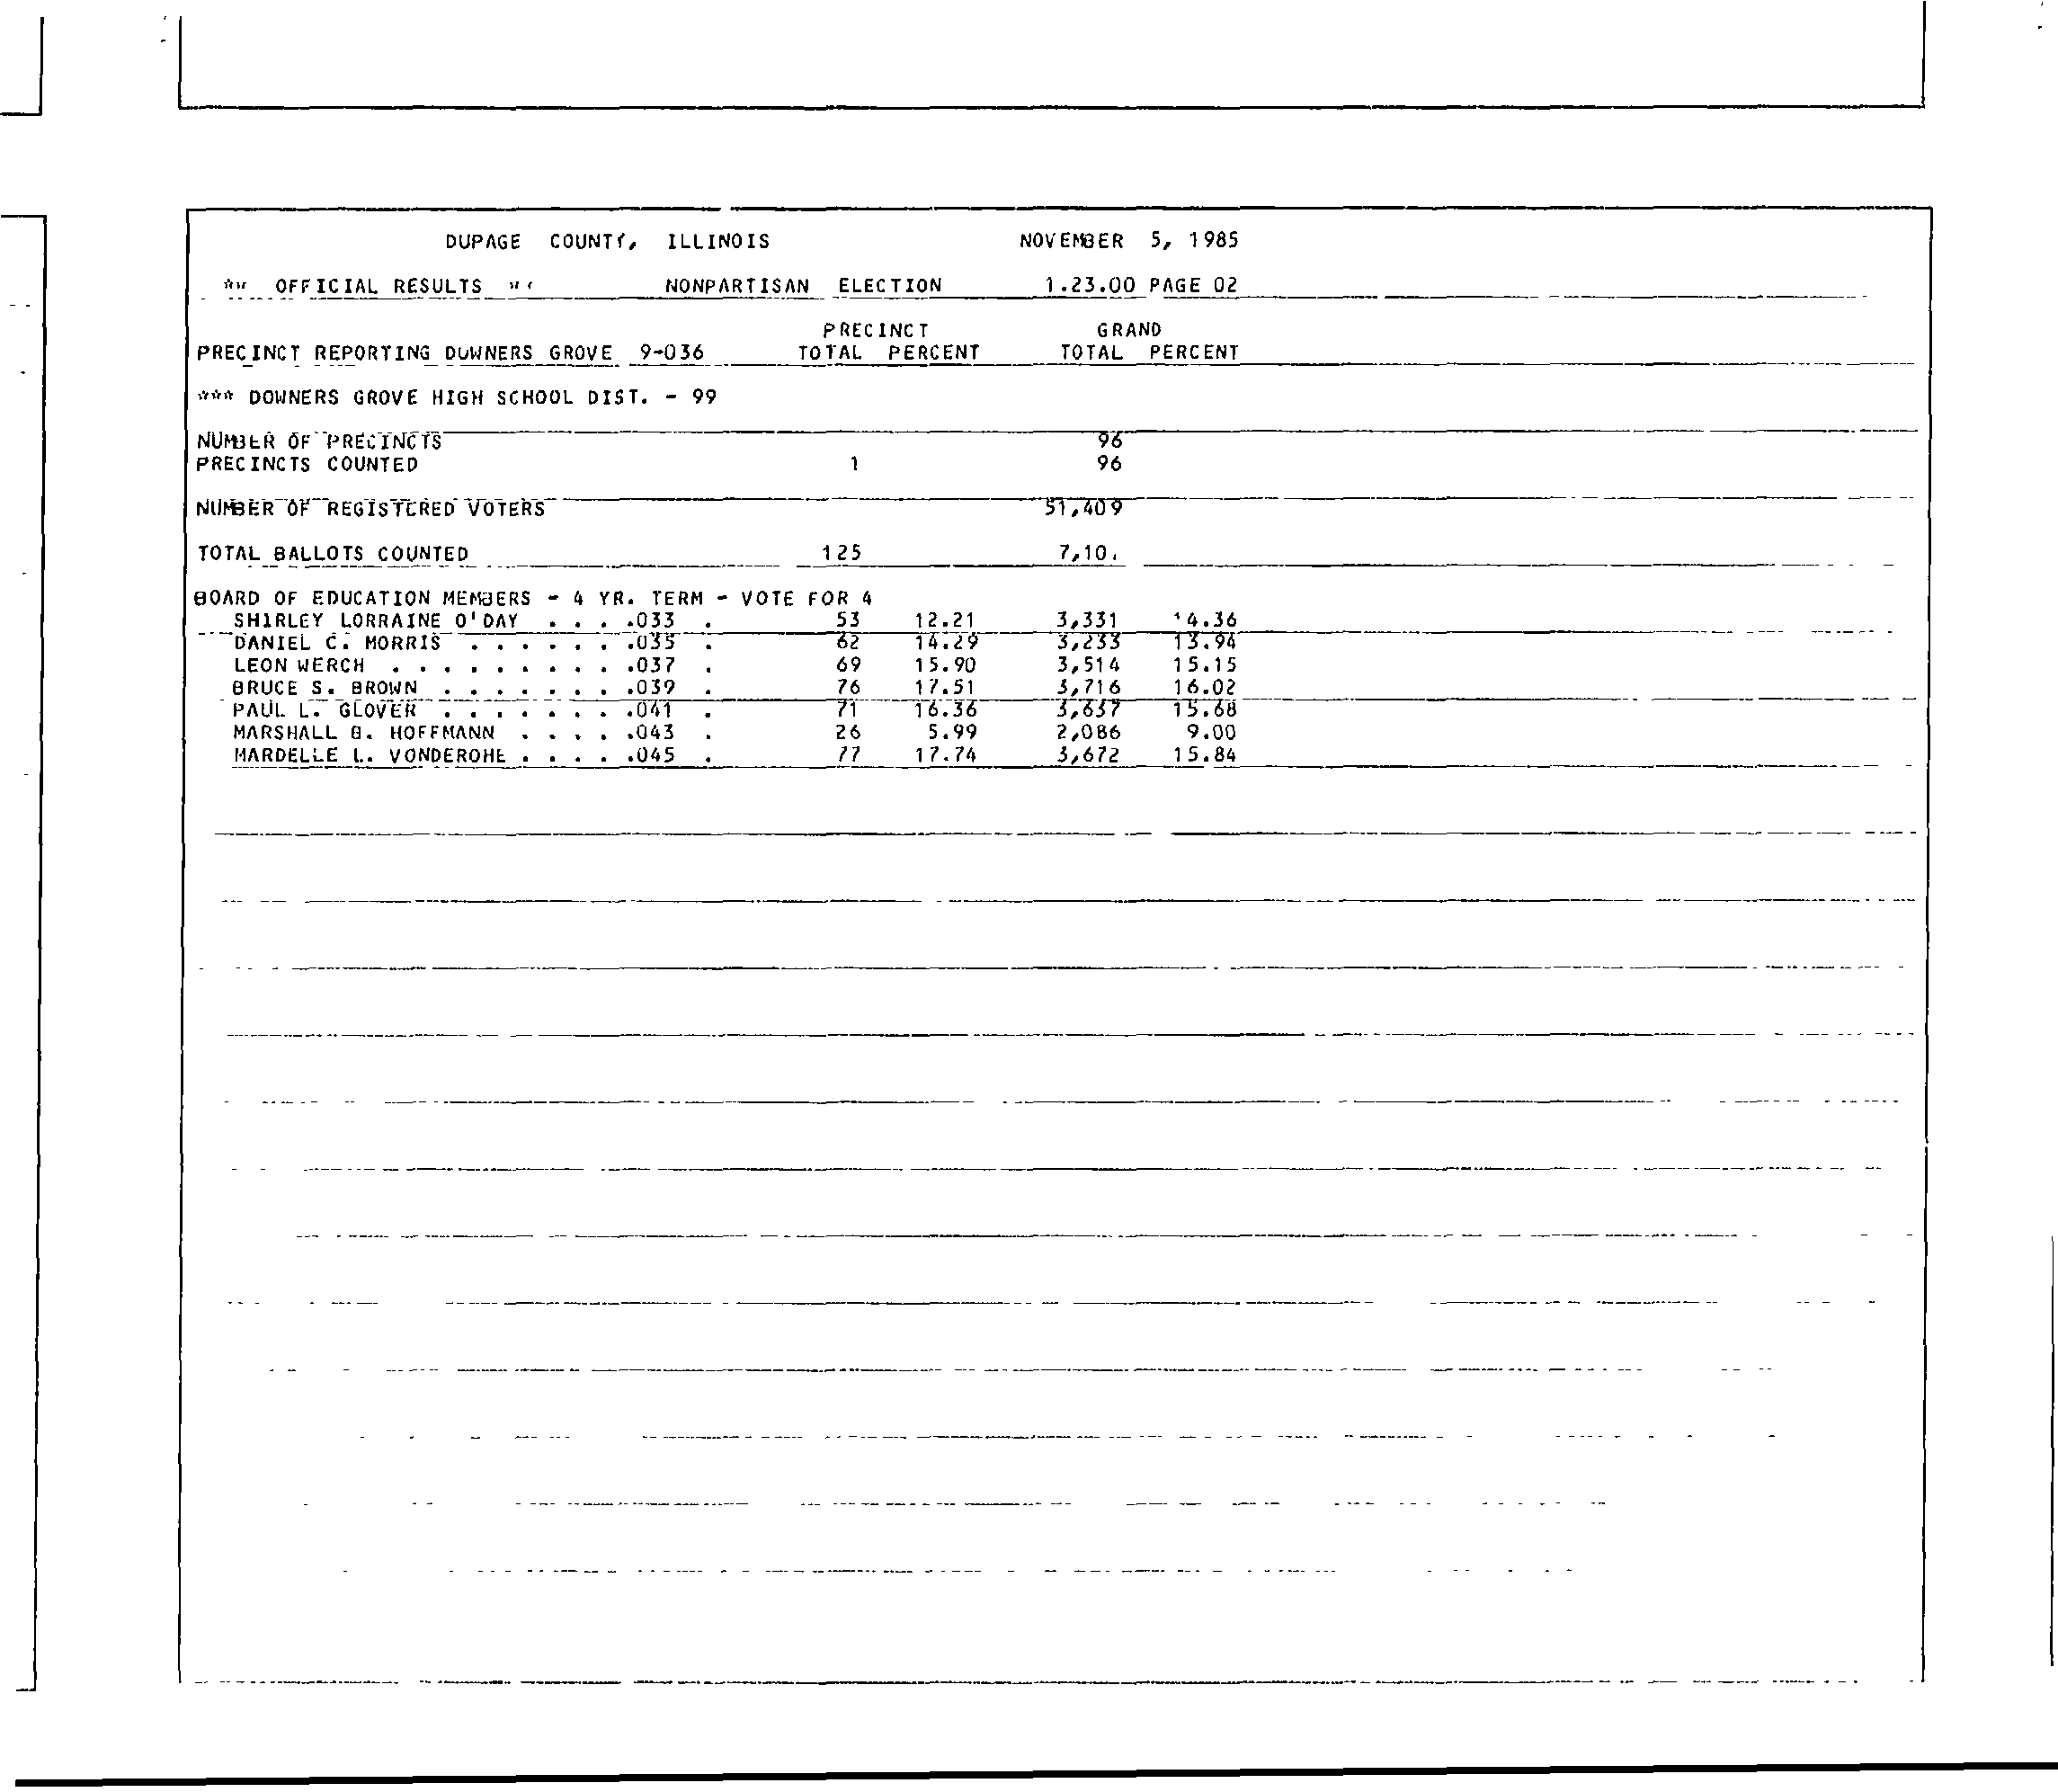 DUPAGE COUNTY, ILLINOIS NOVEMBER 5, 1985
** OFFICIAL RESULTS ** NONPARTISAN ELECTION 1.23.00 PAGE 02
PRECINCT GRAND
PRECINCT REPORTING DOWNERS GROVE 9-036 TOTAL PERCENT TOTAL PERCENT
*** DOWNERS GROVE HIGH SCHOOL DIST. - 99
NUMBER OF PRECINCTS 96
PRECINCTS COUNTED 1 96
NUMBER OF REGISTERED VOTERS 51,409
TOTAL BALLOTS COUNTED 125
BOARD OF EDUCATION MEMBERS - 4 YR. TERM - VOTE FOR 4
SHIRLEY LORRAINE O'DAY . . . .033 . 53 12.21 3,331 14.36
DANIEL C. MORRIS . . . . . . .035 . 62 14.29 3,233 13.94
LEON WERCH . . . . . . . . . .037 . 69 15.90 3,514 15.15
BRUCE S. BROWN . . . . . . . .039 . 76 17.51 3,716 16.02
PAUL L. GLOVER . . . . . . . .041 . 71 16.36 3,637 15.68
MARSHALL B. HOFFMANN . . . . .043 . 26 5.99 2,086 9.00
MARDELLE L. VONDEROHE . . . . .045 . 77 17.74 3,672 15.84